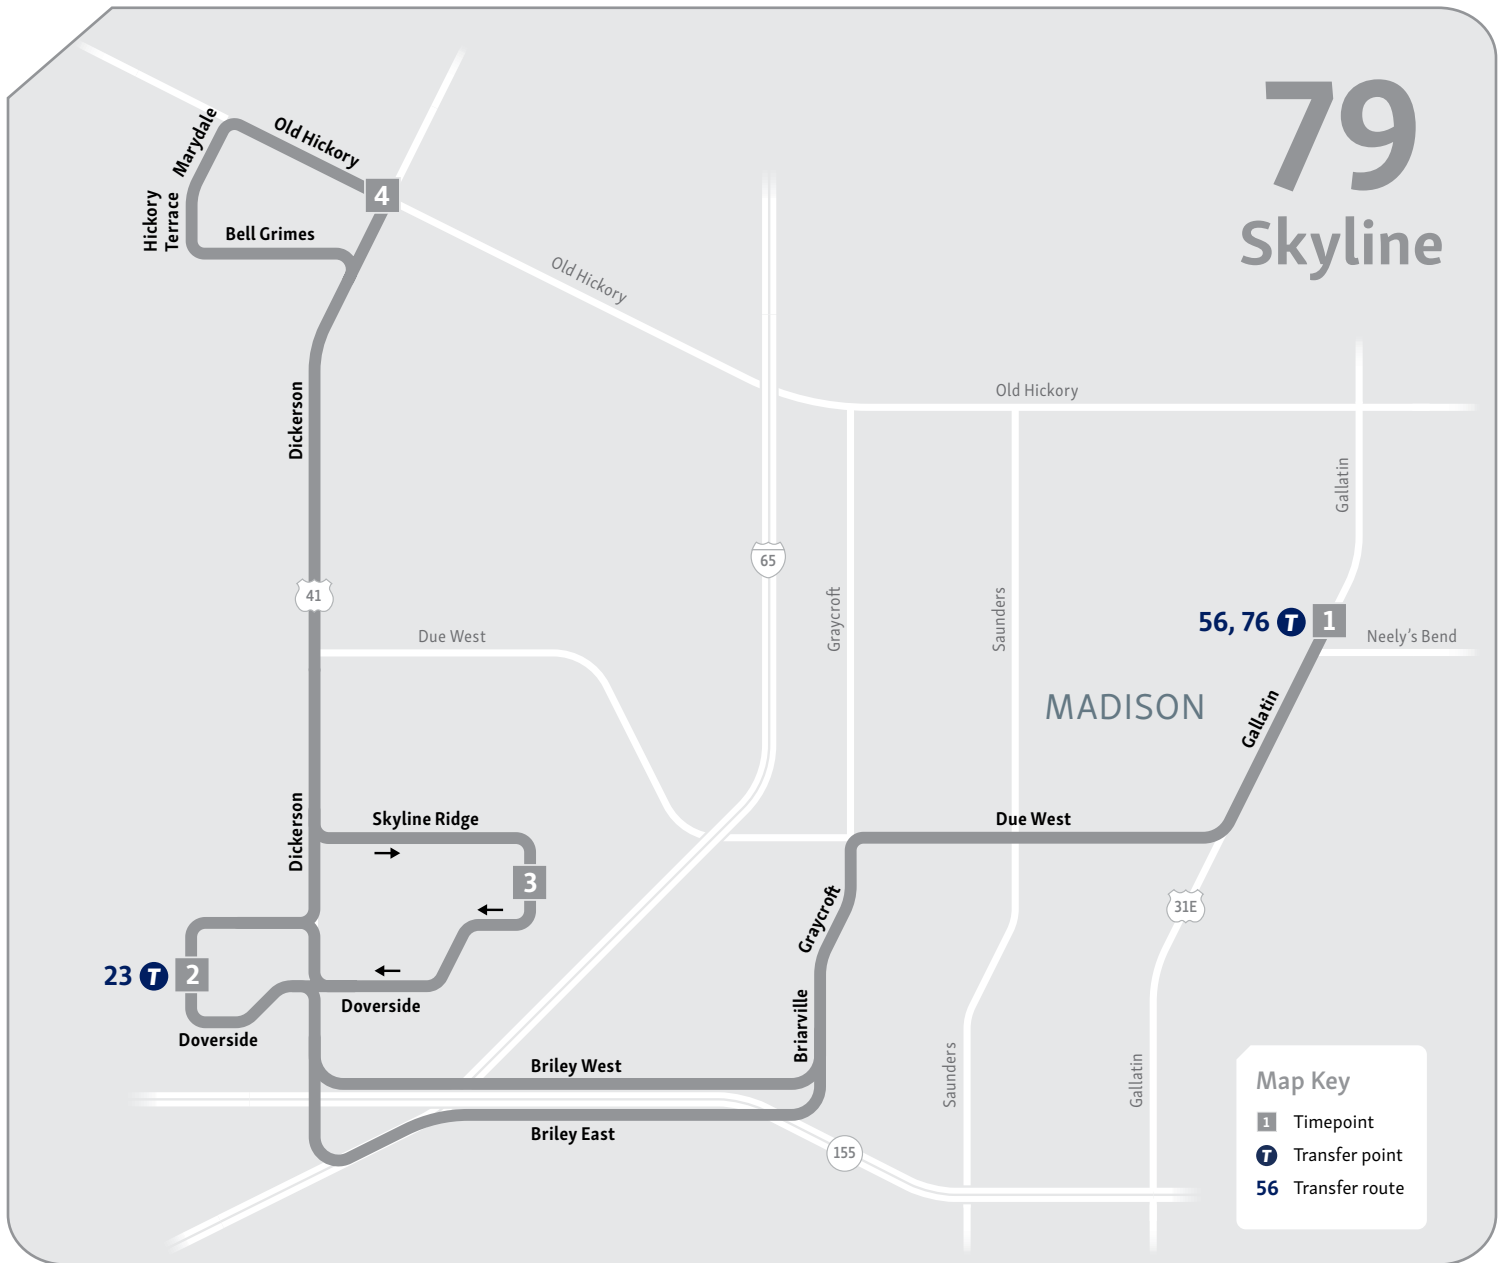 79
Skyline
Marydale
Old Hickory
4
Hickory
Terrace
Bell Grimes
Old Hickory
Dickerson
Old Hickory
Gallatin
65
41
Graycroft
Saunders
56, 76 T 1
Due West
Neely's Bend
MADISON
Gallatin
Dickerson
Skyline Ridge
Due West
3
31E
Graycroft
23 T 2
Doverside
Doverside
Briarville
Briley West
Saunders
Gallatin
Briley East
155
Map Key
1 Timepoint
T Transfer point
56 Transfer route